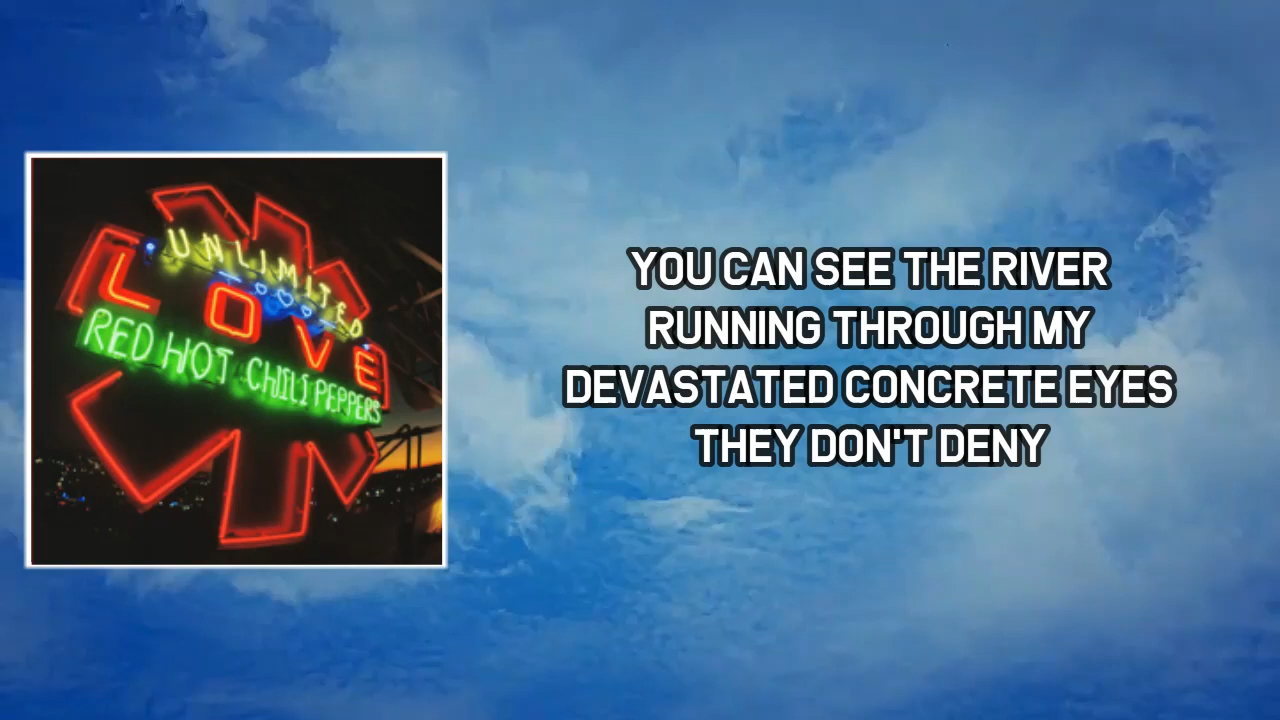 UNLIMITED
LOVE
RED HOT CHILI PEPPERS
YOU CAN SEE THE RIVER
RUNNING THROUGH MY
DEVASTATED CONCRETE EYES
THEY DON'T DENY